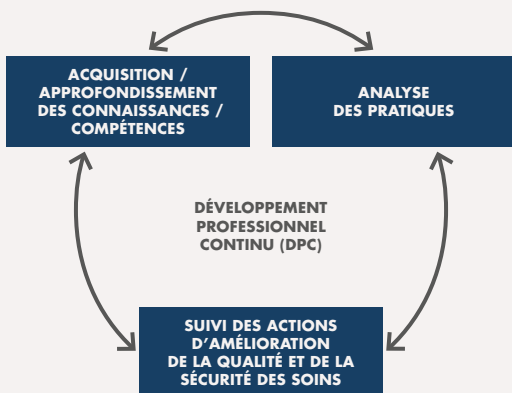 ACQUISITION /
APPROFONDISSEMENT
DES CONNAISSANCES /
COMPÉTENCES
ANALYSE
DES PRATIQUES
DÉVELOPPEMENT
PROFESSIONNEL
CONTINU (DPC)
SUIVI DES ACTIONS
D’AMÉLIORATION
DE LA QUALITÉ ET DE LA
SÉCURITÉ DES SOINS